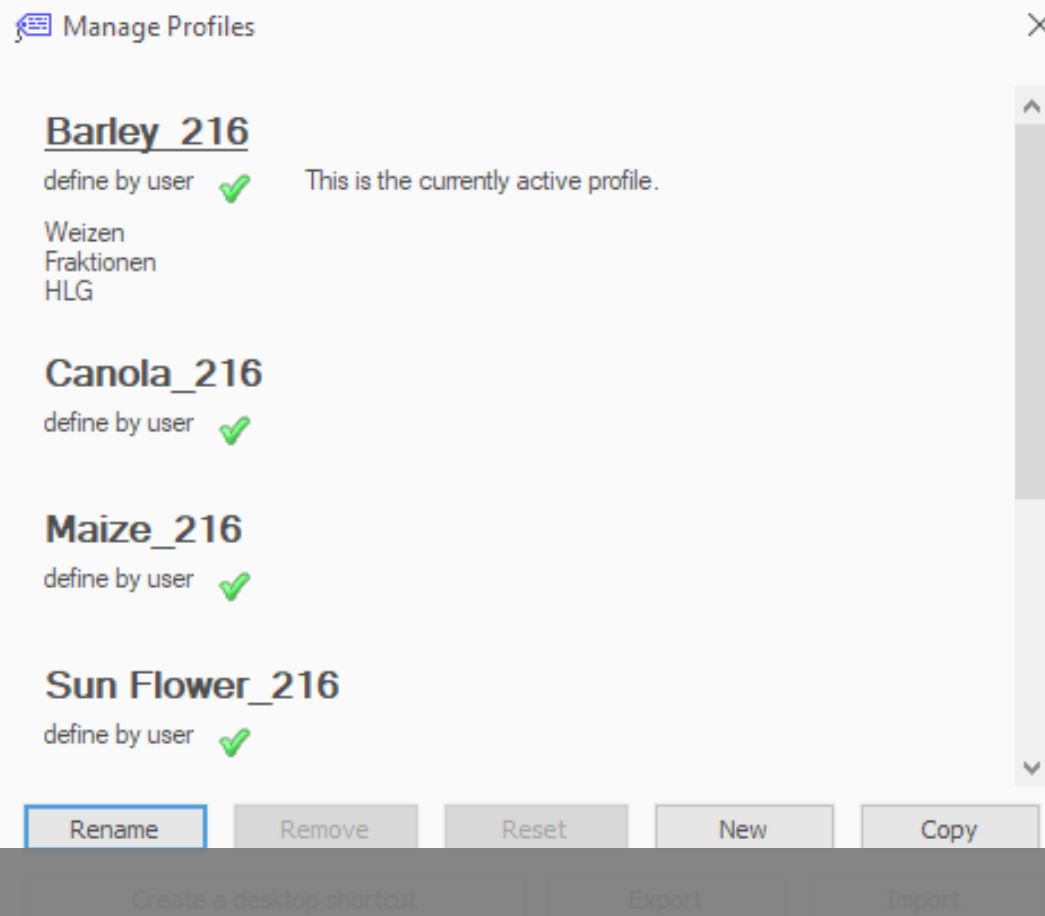 Manage Profiles
Barley_216
define by user This is the currently active profile.
Weizen
Fraktionen
HLG
Canola_216
define by user
Maize_216
define by user
Sun Flower_216
define by user
Rename Remove Reset New Copy
Create a desktop shortcut Export Import